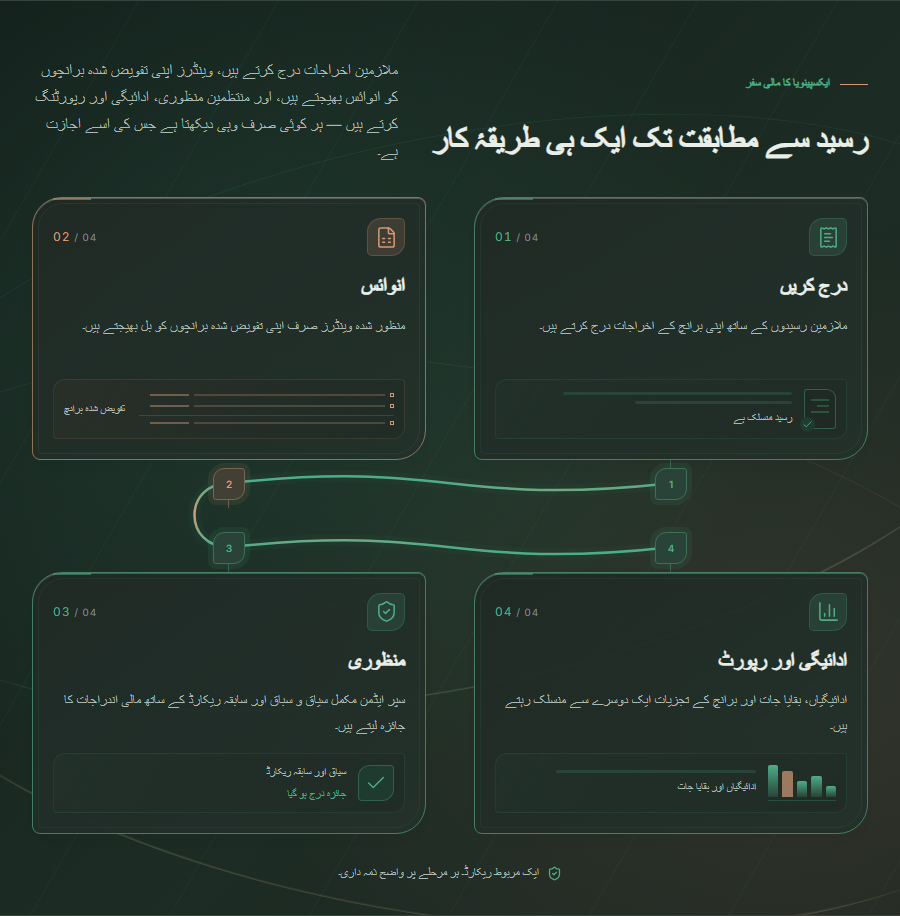 ایکسپینویا کا مالی سفر
رسید سے مطابقت تک ایک ہی طریقۂ کار
ملازمین اخراجات درج کرتے ہیں، وینڈرز اپنی تفویض شدہ برانچوں
کو انوائس بھیجتے ہیں، اور منتظمین منظوری، ادائیگی اور رپورٹنگ
کرتے ہیں — ہر کوئی صرف وہی دیکھتا ہے جس کی اسے اجازت
ہے۔
01 / 04
درج کریں
ملازمین رسیدوں کے ساتھ اپنی برانچ کے اخراجات درج کرتے ہیں۔
رسید منسلک ہے
02 / 04
انوائس
منظور شدہ وینڈرز صرف اپنی تفویض شدہ برانچوں کو بل بھیجتے ہیں۔
تفویض شدہ برانچ
1
2
3
4
03 / 04
منظوری
سپر ایڈمن مکمل سیاق و سباق اور سابقہ ریکارڈ کے ساتھ مالی اندراجات کا
جائزہ لیتے ہیں۔
سیاق اور سابقہ ریکارڈ
جائزہ درج ہو گیا
04 / 04
ادائیگی اور رپورٹ
ادائیگیاں، بقایا جات اور برانچ کے تجزیات ایک دوسرے سے منسلک رہتے
ہیں۔
ادائیگیاں اور بقایا جات
ایک مربوط ریکارڈ۔ ہر مرحلے پر واضح ذمہ داری۔